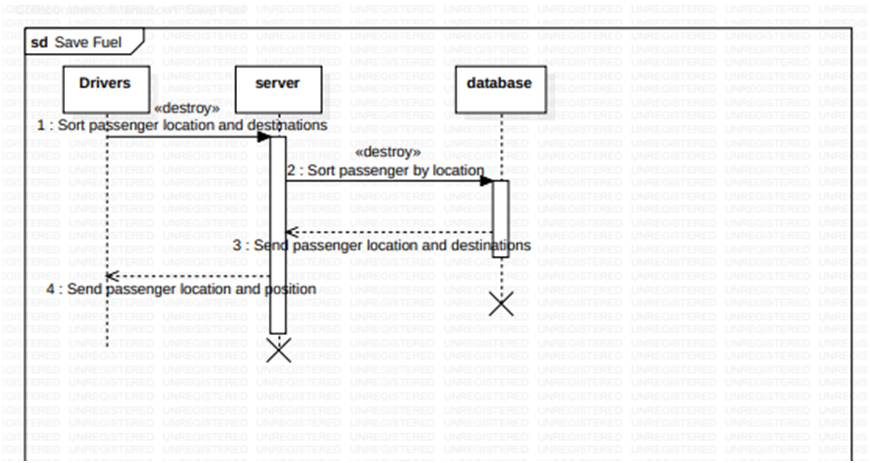 sd Save Fuel
Drivers
server
database
«destroy»
1 : Sort passenger location and destinations
«destroy»
2 : Sort passenger by location
3 : Send passenger location and destinations
4 : Send passenger location and position
UNREGISTERED